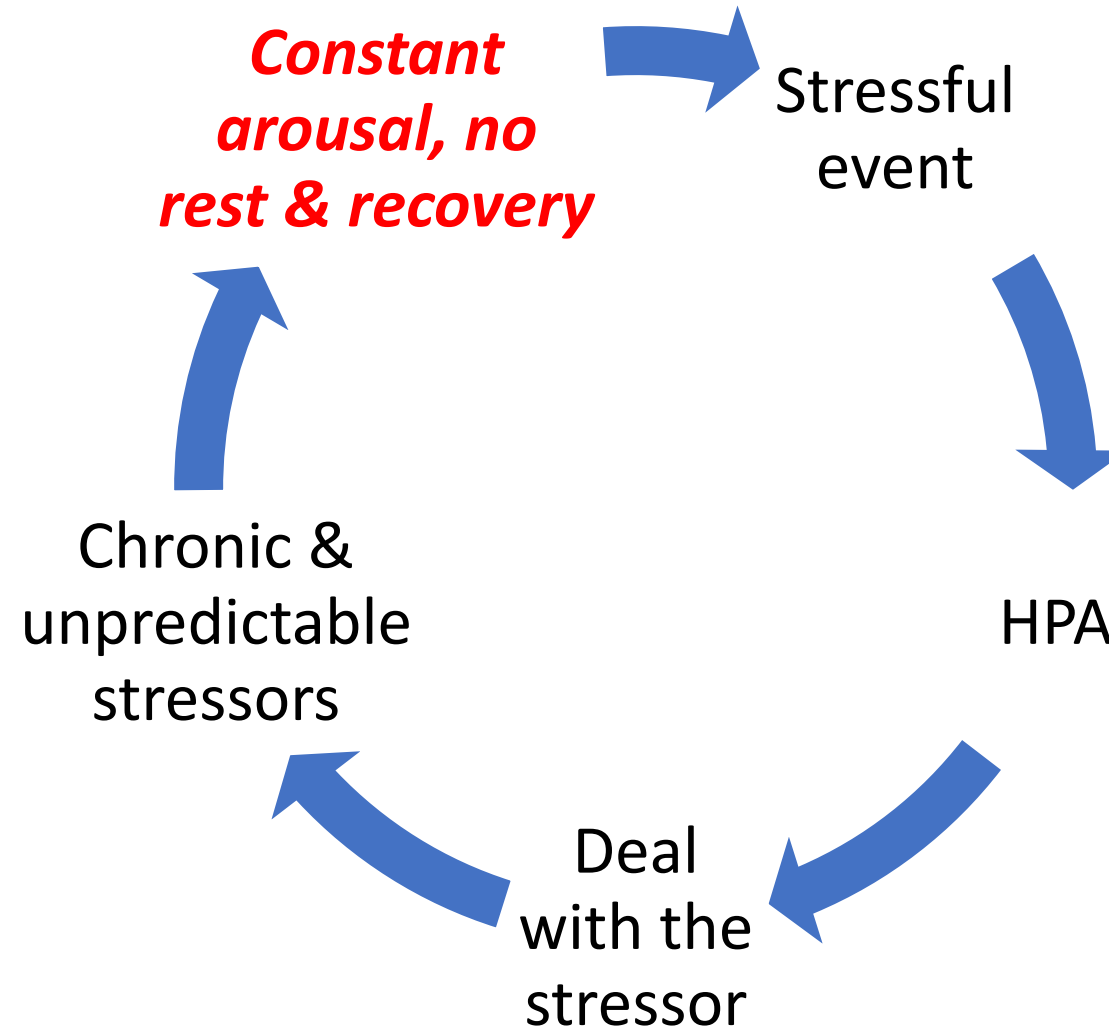 Constant
arousal, no
rest & recovery
Stressful
event
HPA
Deal
with the
stressor
Chronic &
unpredictable
stressors